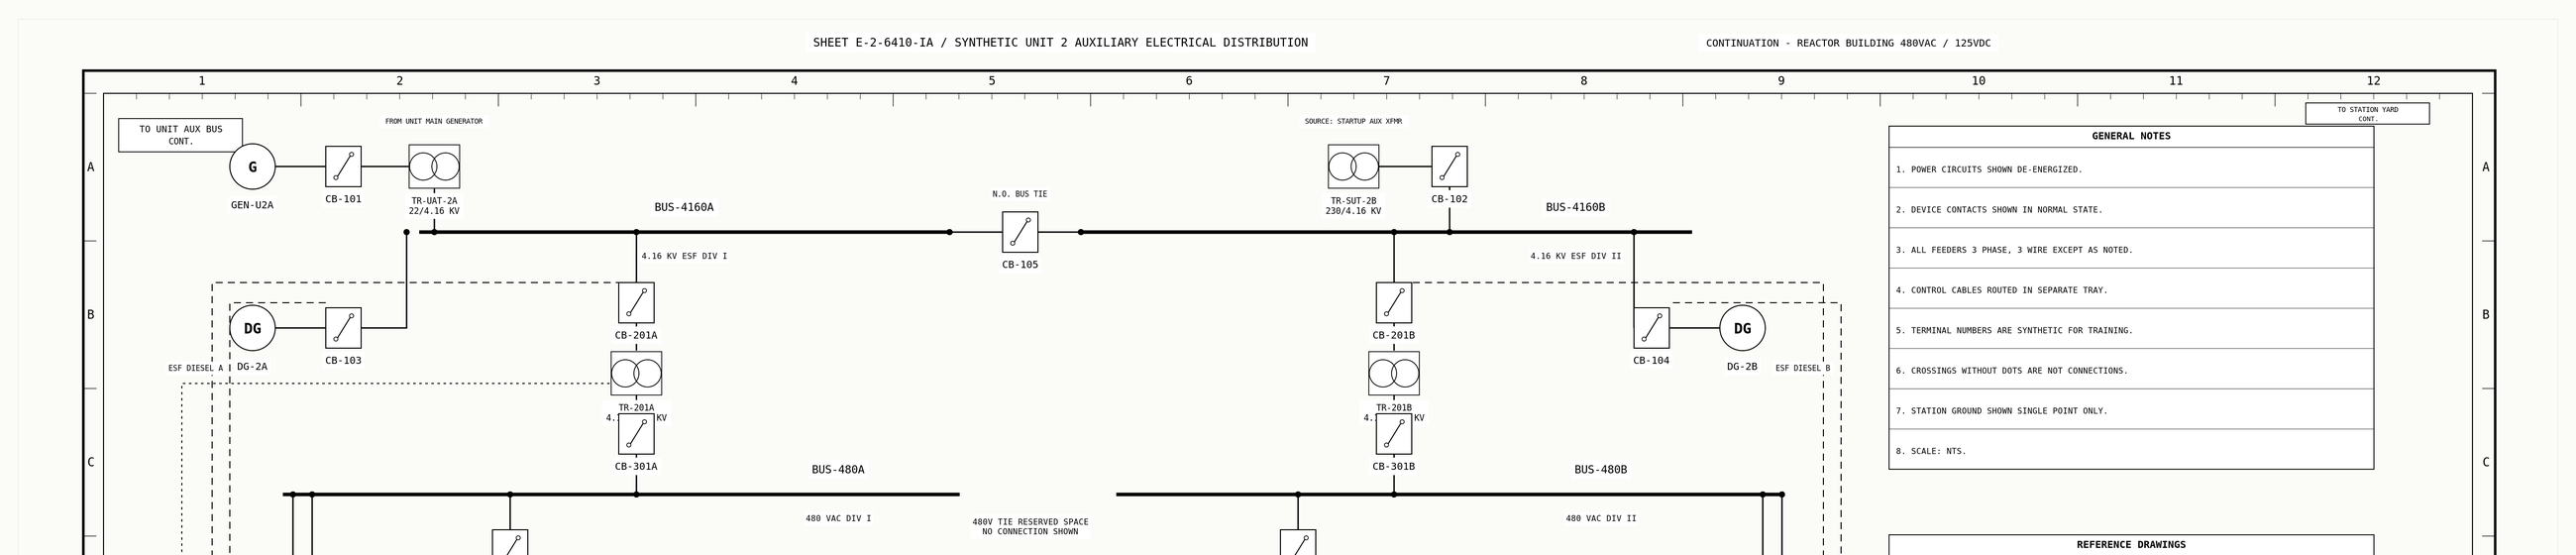 SHEET E-2-6410-IA / SYNTHETIC UNIT 2 AUXILIARY ELECTRICAL DISTRIBUTION
CONTINUATION - REACTOR BUILDING 480VAC / 125VDC
1 2 3 4 5 6 7 8 9 10 11 12
TO UNIT AUX BUS
CONT.
FROM UNIT MAIN GENERATOR
SOURCE: STARTUP AUX XFMR
TO STATION YARD
CONT.
A
G
GEN-U2A
CB-101
TR-UAT-2A
22/4.16 KV
BUS-4160A
N.O. BUS TIE
CB-105
TR-SUT-2B
230/4.16 KV
CB-102
BUS-4160B
A
4.16 KV ESF DIV I
4.16 KV ESF DIV II
B
DG
DG-2A
CB-103
ESF DIESEL A
CB-201A
TR-201A
4. KV
CB-301A
CB-201B
TR-201B
4. KV
CB-301B
CB-104
DG
DG-2B
ESF DIESEL B
B
C
BUS-480A
BUS-480B
C
480 VAC DIV I
480V TIE RESERVED SPACE
NO CONNECTION SHOWN
480 VAC DIV II
GENERAL NOTES
1. POWER CIRCUITS SHOWN DE-ENERGIZED.
2. DEVICE CONTACTS SHOWN IN NORMAL STATE.
3. ALL FEEDERS 3 PHASE, 3 WIRE EXCEPT AS NOTED.
4. CONTROL CABLES ROUTED IN SEPARATE TRAY.
5. TERMINAL NUMBERS ARE SYNTHETIC FOR TRAINING.
6. CROSSINGS WITHOUT DOTS ARE NOT CONNECTIONS.
7. STATION GROUND SHOWN SINGLE POINT ONLY.
8. SCALE: NTS.
REFERENCE DRAWINGS